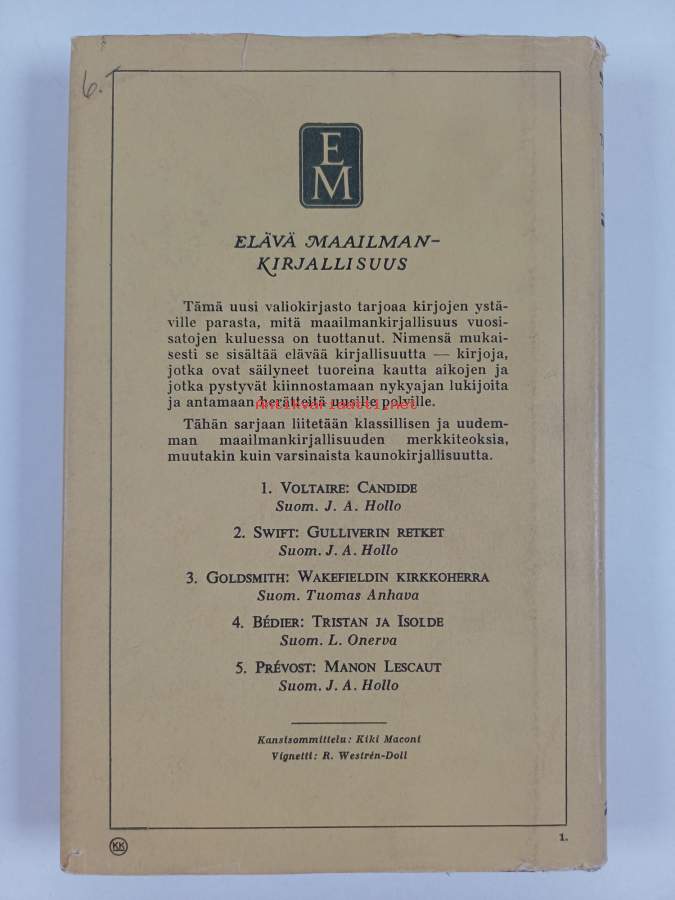 6.-
E
M
ELÄVÄ MAAILMAN-
KIRJALLISUUS
Tämä uusi valiokirjasto tarjoaa kirjojen ystä-
ville parasta, mitä maailmankirjallisuus vuosi-
satojen kuluessa on tuottanut. Nimensä mukai-
sesti se sisältää elävää kirjallisuutta — kirjoja,
jotka ovat säilyneet tuoreina kautta aikojen ja
jotka pystyvät kiinnostamaan nykyajan lukijoita
ja antamaan herätteitä uusille polville.
Antikvariaatti.net
Tähän sarjaan liitetään klassillisen ja uudem-
man maailmankirjallisuuden merkkiteoksia,
muutakin kuin varsinaista kaunokirjallisuutta.
1. VOLTAIRE: CANDIDE
Suom. J. A. Hollo
2. SWIFT: GULLIVERIN RETKET
Suom. J. A. Hollo
3. GOLDSMITH: WAKEFIELDIN KIRKKOHERRA
Suom. Tuomas Anhava
4. BÉDIER: TRISTAN JA ISOLDE
Suom. L. Onerva
5. PRÉVOST: MANON LESCAUT
Suom. J. A. Hollo
Kansisommittelu: Kiki Maconi
Vignetti: R. Westrén-Doll
KK
1.